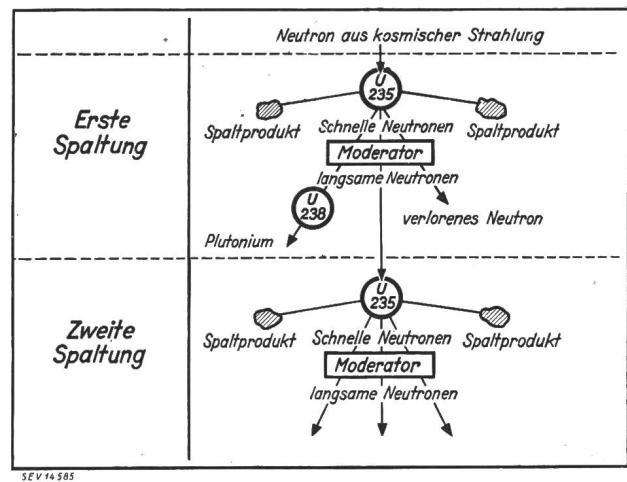 Neutron aus kosmischer Strahlung
Erste
Spaltung
U
235
Spaltprodukt
Schnelle Neutronen
Spaltprodukt
Moderator
langsame Neutronen
U
238
verlorenes Neutron
Plutonium
Zweite
Spaltung
U
235
Spaltprodukt
Schnelle Neutronen
Spaltprodukt
Moderator
langsame Neutronen
SEV 14585